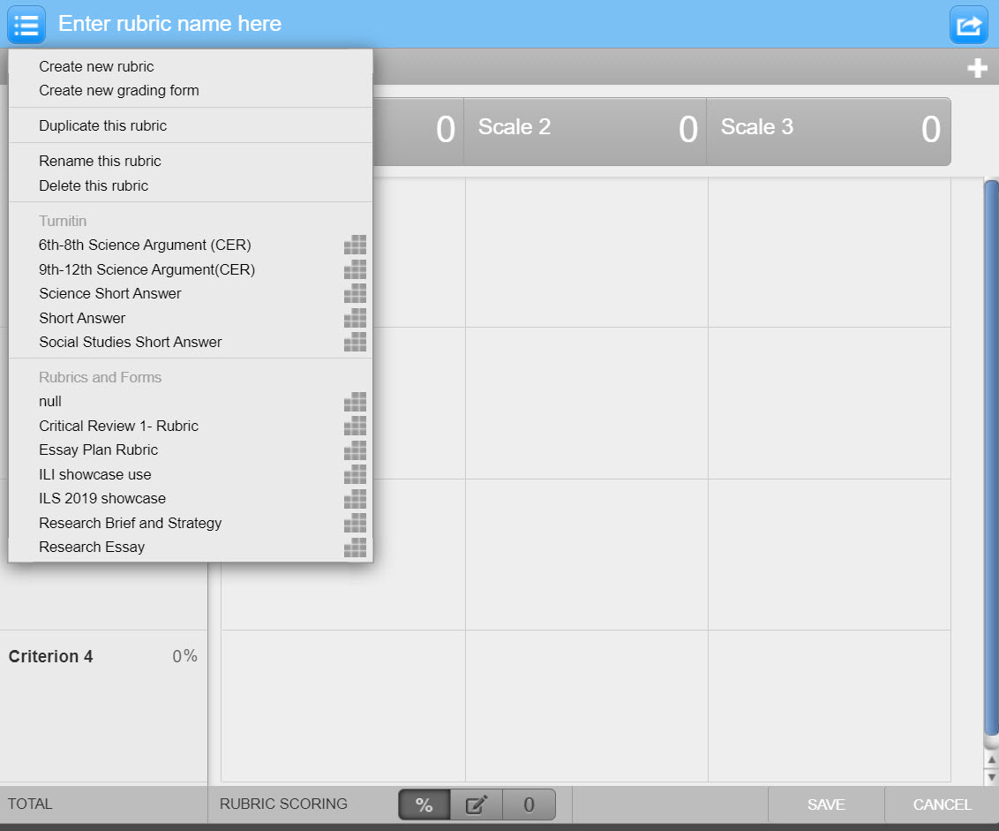 Enter rubric name here
Create new rubric
Create new grading form
Duplicate this rubric
Rename this rubric
Delete this rubric
Turnitin
6th-8th Science Argument (CER)
9th-12th Science Argument(CER)
Science Short Answer
Short Answer
Social Studies Short Answer
Rubrics and Forms
null
Critical Review 1- Rubric
Essay Plan Rubric
ILI showcase use
ILS 2019 showcase
Research Brief and Strategy
Research Essay
0 Scale 2 0 Scale 3 0
Criterion 4 0%
TOTAL RUBRIC SCORING % 0 SAVE CANCEL